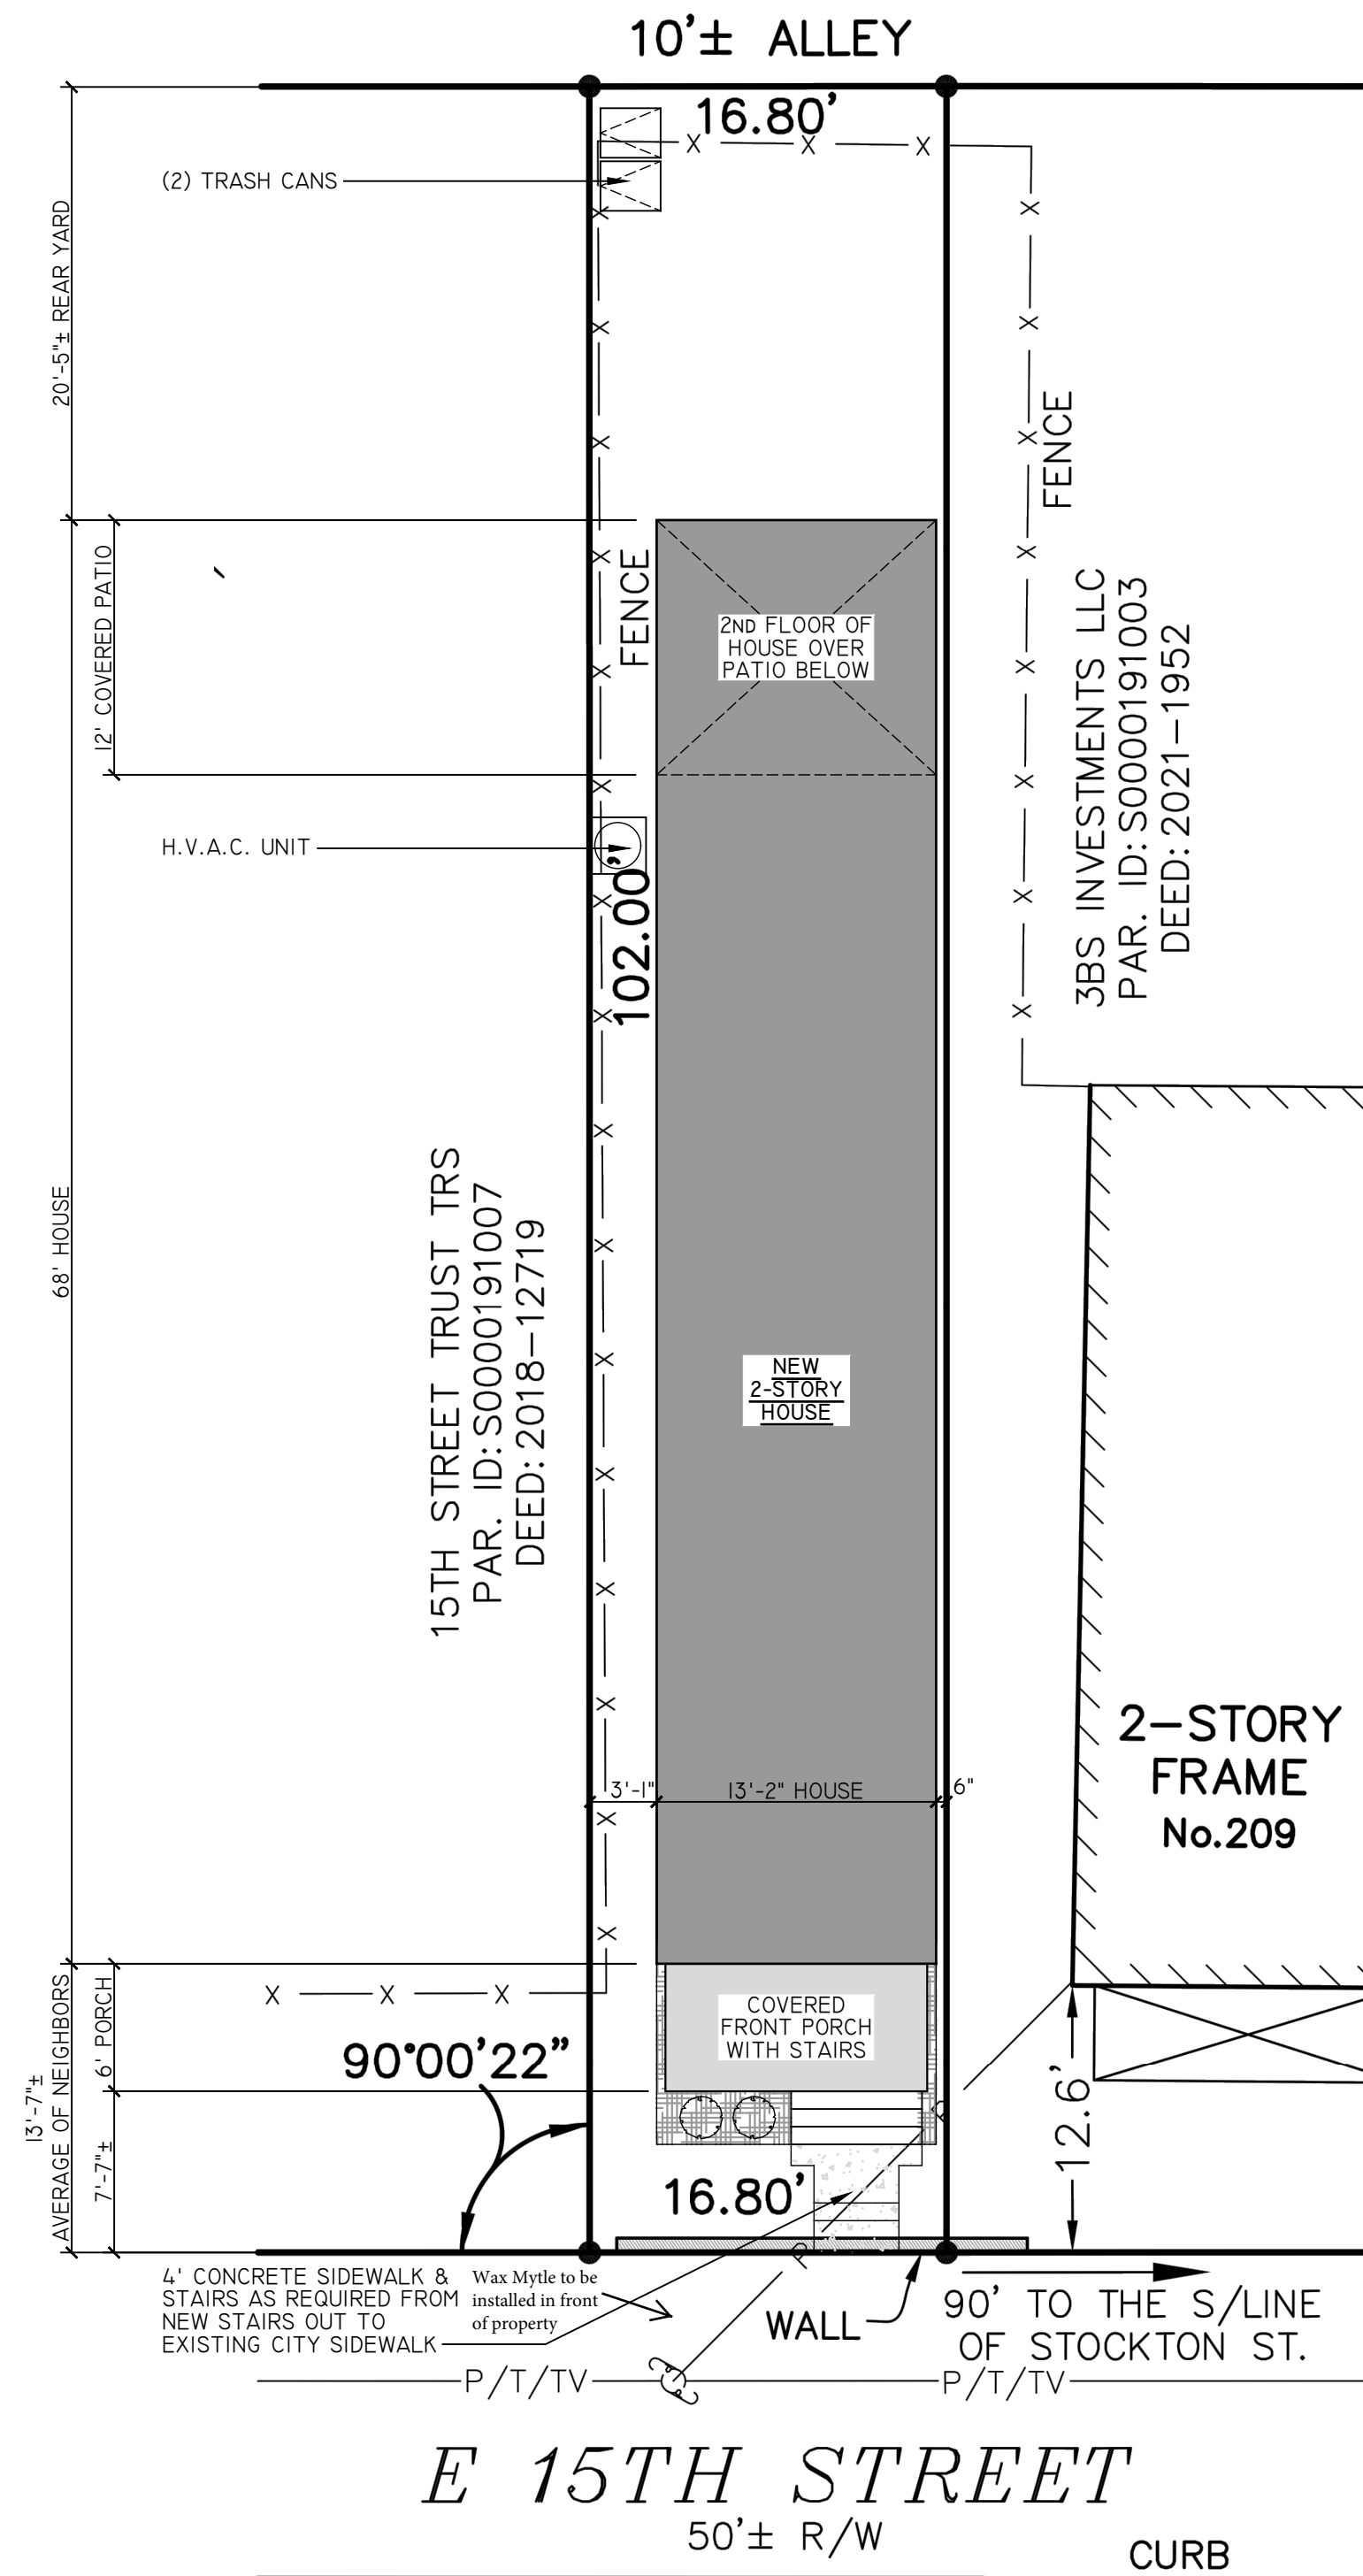 10'± ALLEY
16.80'
(2) TRASH CANS
20'-5"± REAR YARD
FENCE
12' COVERED PATIO
FENCE
2ND FLOOR OF
HOUSE OVER
PATIO BELOW
3BS INVESTMENTS LLC
PAR. ID:S0000191003
DEED:2021-1952
H.V.A.C. UNIT
102.00'
68' HOUSE
15TH STREET TRUST TRS
PAR. ID:S0000191007
DEED:2018-12719
NEW
2-STORY
HOUSE
2-STORY
FRAME
No.209
3'-1"
13'-2" HOUSE
6"
13'-7"±
AVERAGE OF NEIGHBORS
6' PORCH
7'-7"±
COVERED
FRONT PORCH
WITH STAIRS
90°00'22"
12.6'
16.80'
P
P
4' CONCRETE SIDEWALK &
STAIRS AS REQUIRED FROM
NEW STAIRS OUT TO
EXISTING CITY SIDEWALK
Wax Mytle to be
installed in front
of property
WALL
90' TO THE S/LINE
OF STOCKTON ST.
P/T/TV
P/T/TV
E 15TH STREET
50'± R/W
CURB